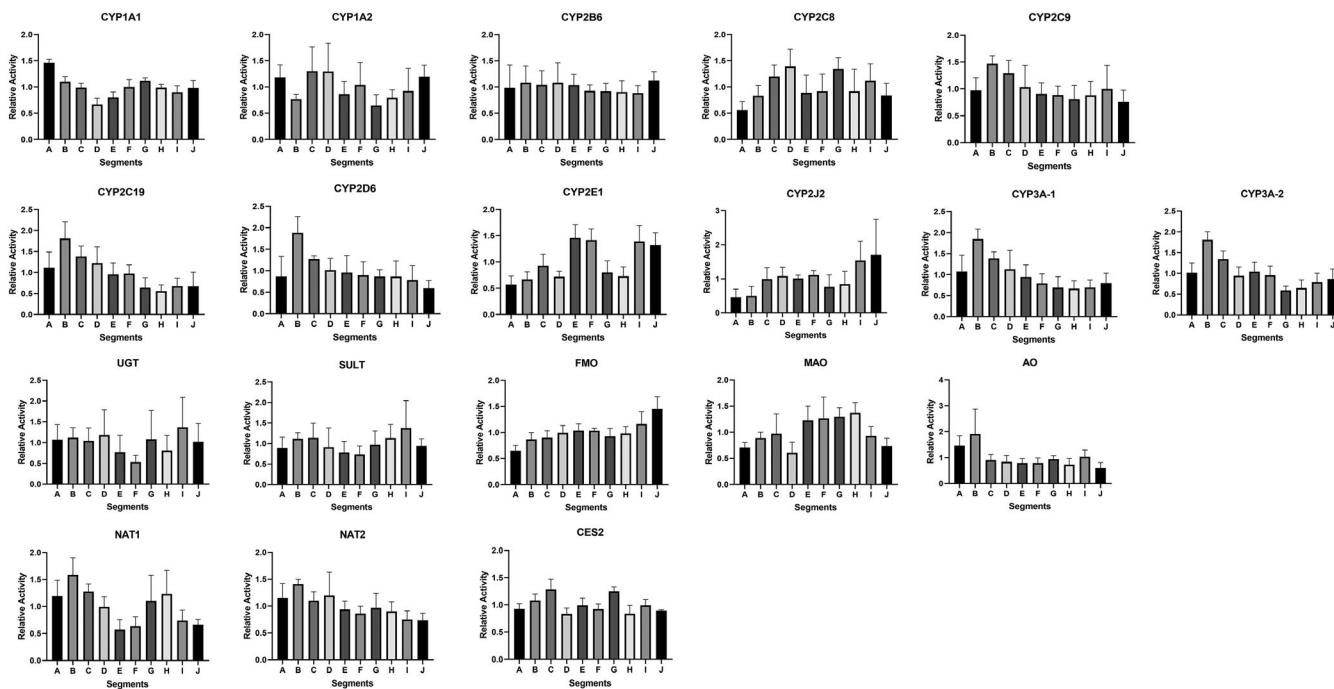 CYP1A1
Relative Activity
2.0
1.5
1.0
0.5
0.0
A B C D E F G H I J
Segments
CYP1A2
Relative Activity
2.0
1.5
1.0
0.5
0.0
A B C D E F G H I J
Segments
CYP2B6
Relative Activity
2.0
1.5
1.0
0.5
0.0
A B C D E F G H I J
Segments
CYP2C8
Relative Activity
2.0
1.5
1.0
0.5
0.0
A B C D E F G H I J
Segments
CYP2C9
Relative Activity
2.0
1.5
1.0
0.5
0.0
A B C D E F G H I J
Segments
CYP2C19
Relative Activity
2.5
2.0
1.5
1.0
0.5
0.0
A B C D E F G H I J
Segments
CYP2D6
Relative Activity
2.5
2.0
1.5
1.0
0.5
0.0
A B C D E F G H I J
Segments
CYP2E1
Relative Activity
2.0
1.5
1.0
0.5
0.0
A B C D E F G H I J
Segments
CYP2J2
Relative Activity
3
2
1
0
A B C D E F G H I J
Segments
CYP3A-1
Relative Activity
2.5
2.0
1.5
1.0
0.5
0.0
A B C D E F G H I J
Segments
CYP3A-2
Relative Activity
2.5
2.0
1.5
1.0
0.5
0.0
A B C D E F G H I J
Segments
UGT
Relative Activity
2.5
2.0
1.5
1.0
0.5
0.0
A B C D E F G H I J
Segments
SULT
Relative Activity
2.5
2.0
1.5
1.0
0.5
0.0
A B C D E F G H I J
Segments
FMO
Relative Activity
2.0
1.5
1.0
0.5
0.0
A B C D E F G H I J
Segments
MAO
Relative Activity
2.0
1.5
1.0
0.5
0.0
A B C D E F G H I J
Segments
AO
Relative Activity
4
3
2
1
0
A B C D E F G H I J
Segments
NAT1
Relative Activity
2.0
1.5
1.0
0.5
0.0
A B C D E F G H I J
Segments
NAT2
Relative Activity
2.0
1.5
1.0
0.5
0.0
A B C D E F G H I J
Segments
CES2
Relative Activity
2.0
1.5
1.0
0.5
0.0
A B C D E F G H I J
Segments